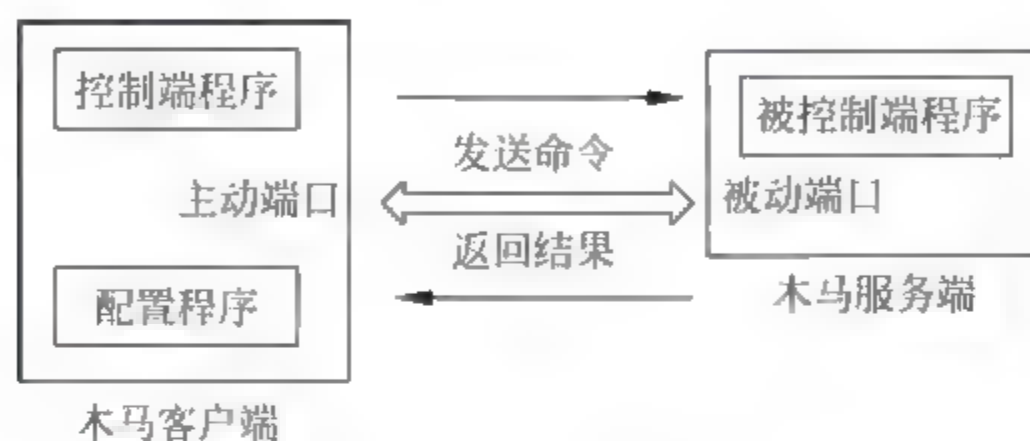 控制端程序
主动端口
配置程序
木马客户端
发送命令
返回结果
被控制端程序
被动端口
木马服务端